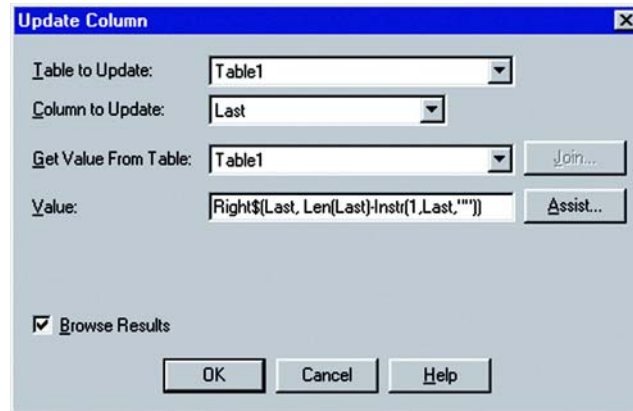 Update Column
Table to Update: Table1
Column to Update: Last
Get Value From Table: Table1 Join...
Value: Right$(Last, Len(Last)-Instr(1,Last,"")) Assist...
Browse Results
OK Cancel Help